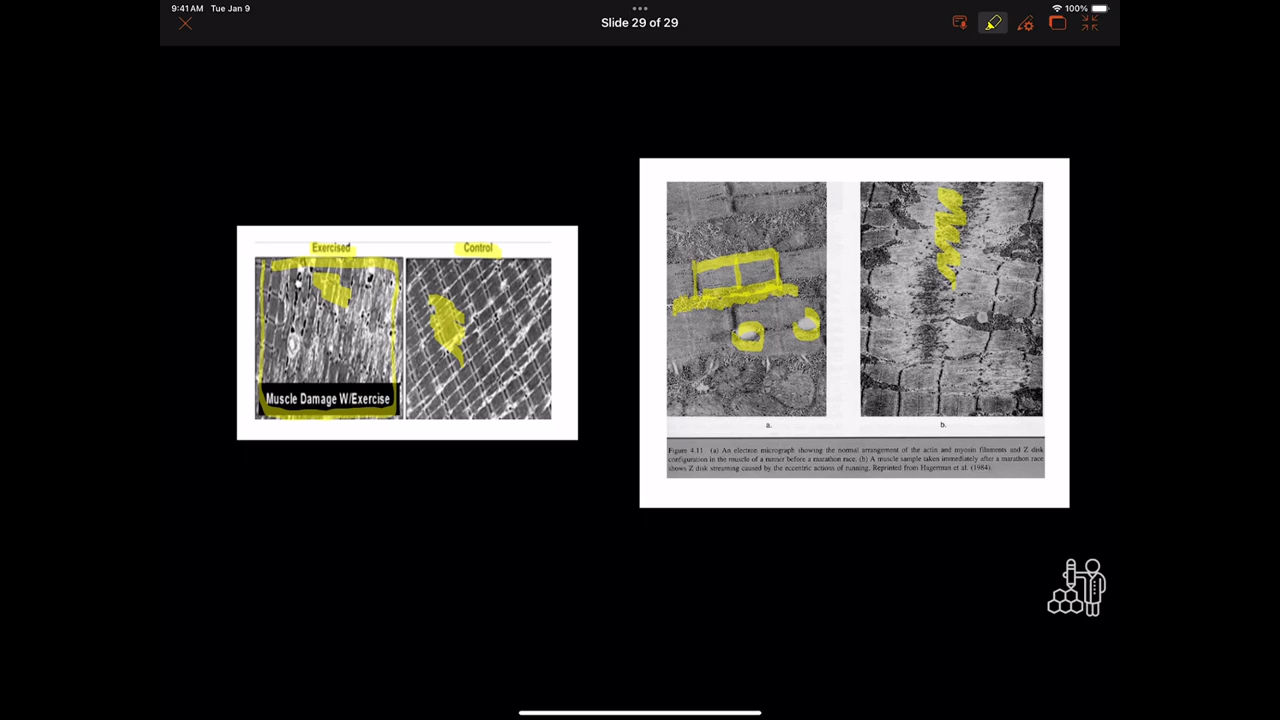 9:41 AM Tue Jan 9
100%
Slide 29 of 29
Exercised Control
Muscle Damage W/Exercise
a. b.
Figure 4.11 (a) An electron micrograph showing the normal arrangement of the actin and myosin filaments and Z disk
configuration in the muscle of a runner before a marathon race. (b) A muscle sample taken immediately after a marathon race
shows Z disk streaming caused by the eccentric actions of running. Reprinted from Hagerman et al. (1984).